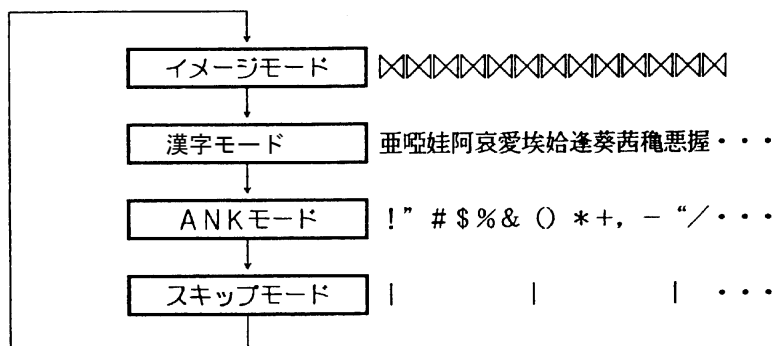 イメージモード
漢字モード 亜唖娃阿哀愛埃姶逢葵茜穐悪握・・・
ANKモード !”#$%&()*+,−“/・・・
スキップモード | | | ・・・